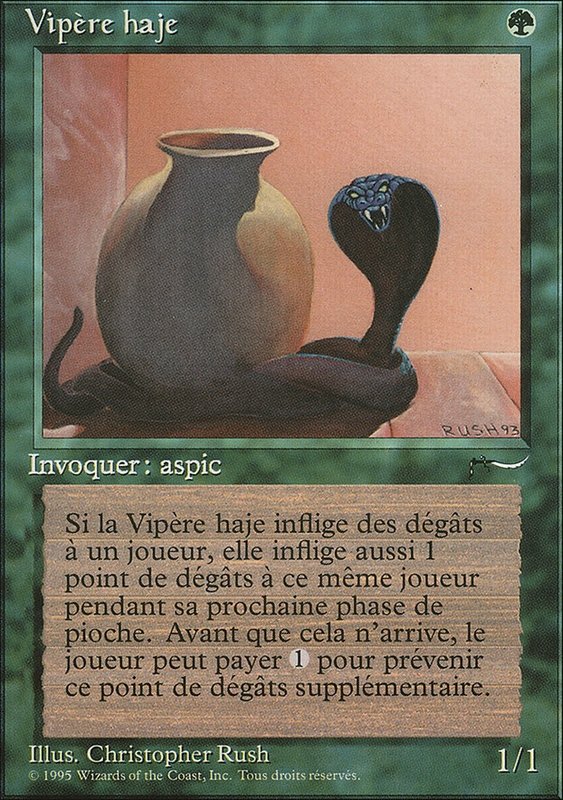 Vipère haje
RUSH 93
Invoquer : aspic
Si la Vipère haje inflige des dégâts
à un joueur, elle inflige aussi 1
point de dégâts à ce même joueur
pendant sa prochaine phase de
pioche. Avant que cela n'arrive, le
joueur peut payer 1 pour prévenir
ce point de dégâts supplémentaire.
Illus. Christopher Rush
1/1
© 1995 Wizards of the Coast, Inc. Tous droits réservés.